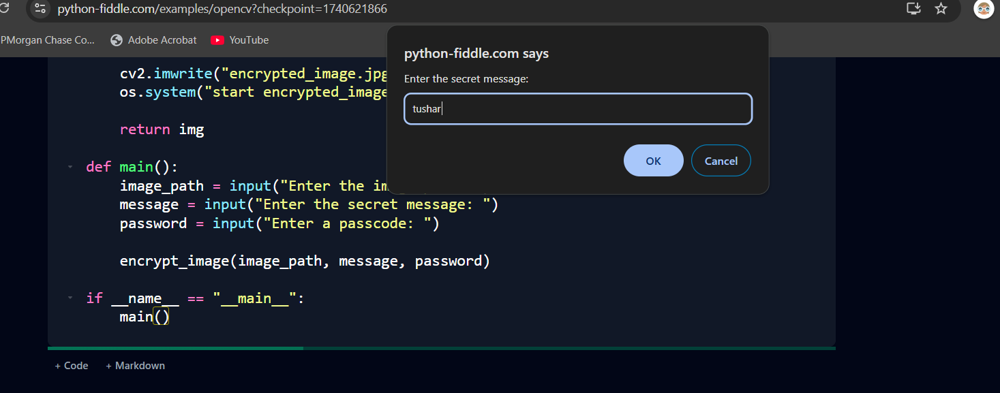 python-fiddle.com/examples/opencv?checkpoint=1740621866
PMorgan Chase Co...
Adobe Acrobat
YouTube
python-fiddle.com says
Enter the secret message:
tushar
OK
Cancel
cv2.imwrite("encrypted_image.jpg
os.system("start encrypted_image
return img
def main():
image_path = input("Enter the im
message = input("Enter the secret message: ")
password = input("Enter a passcode: ")
encrypt_image(image_path, message, password)
if __name__ == "__main__":
main()
+ Code
+ Markdown